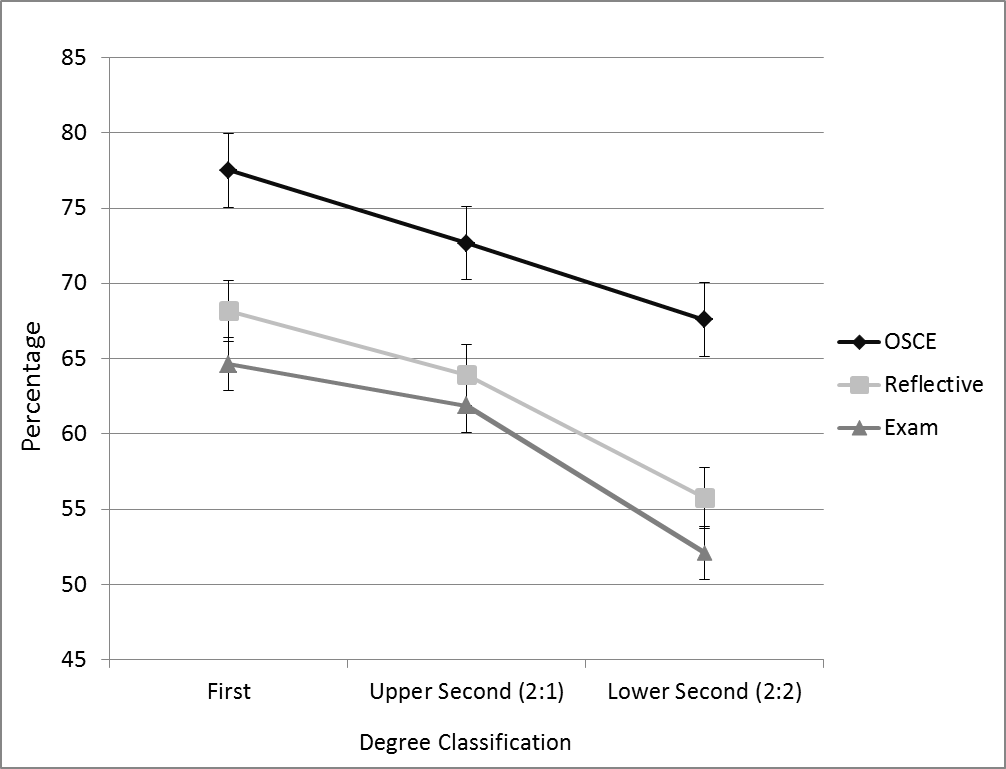 85
80
75
70
65
60
55
50
45
Percentage
First
Upper Second (2:1)
Lower Second (2:2)
Degree Classification
OSCE
Reflective
Exam